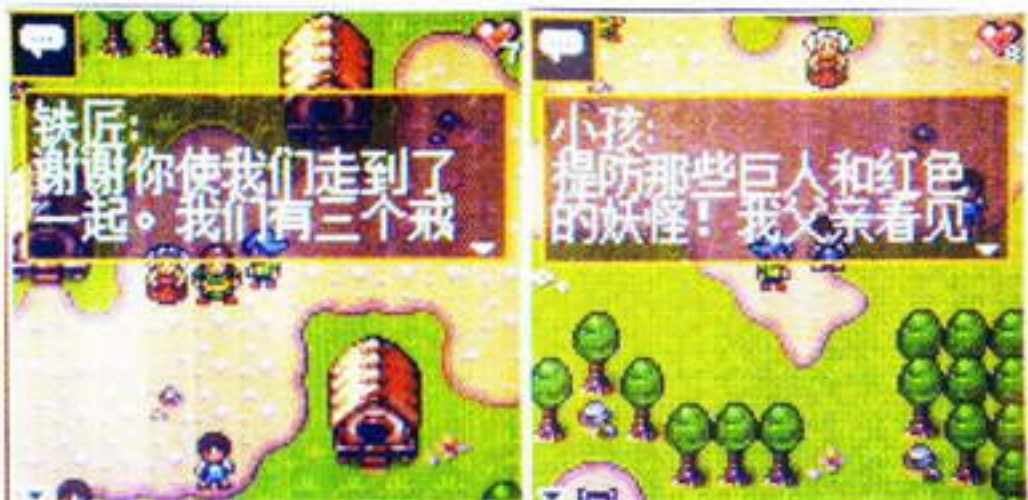 铁匠:
谢谢你使我们走到了
一起。我们有三个戒
小孩:
提防那些巨人和红色
的妖怪！我父亲看见